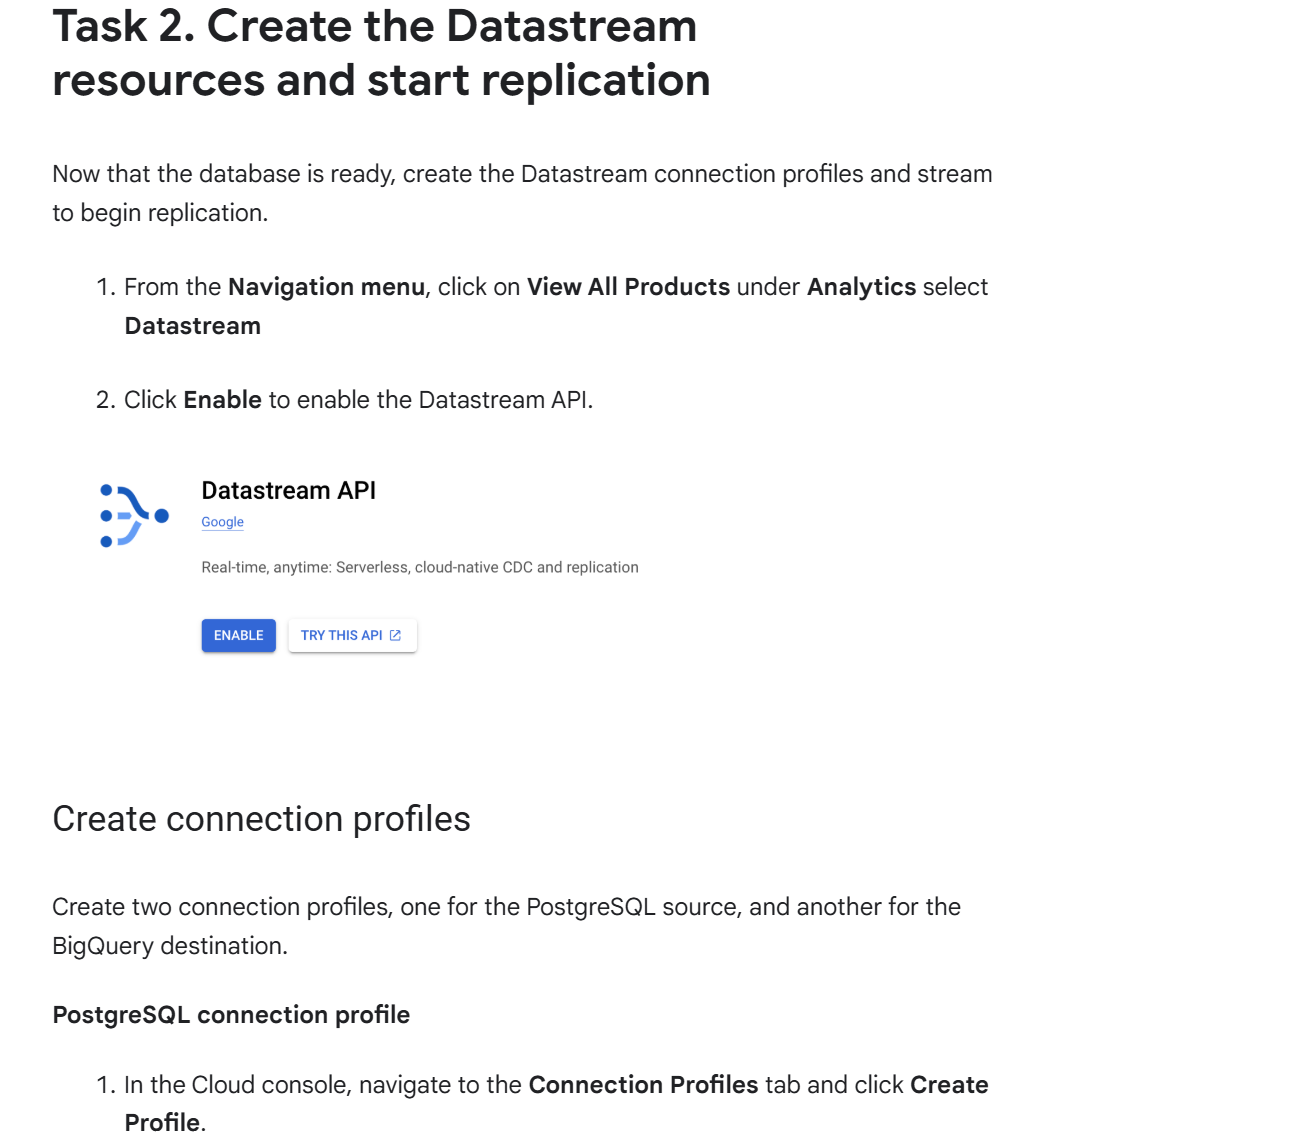 Task 2. Create the Datastream
resources and start replication
Now that the database is ready, create the Datastream connection profiles and stream
to begin replication.
1. From the Navigation menu, click on View All Products under Analytics select
Datastream
2. Click Enable to enable the Datastream API.
Datastream API
Google
Real-time, anytime: Serverless, cloud-native CDC and replication
ENABLE TRY THIS API
Create connection profiles
Create two connection profiles, one for the PostgreSQL source, and another for the
BigQuery destination.
PostgreSQL connection profile
1. In the Cloud console, navigate to the Connection Profiles tab and click Create
Profile.